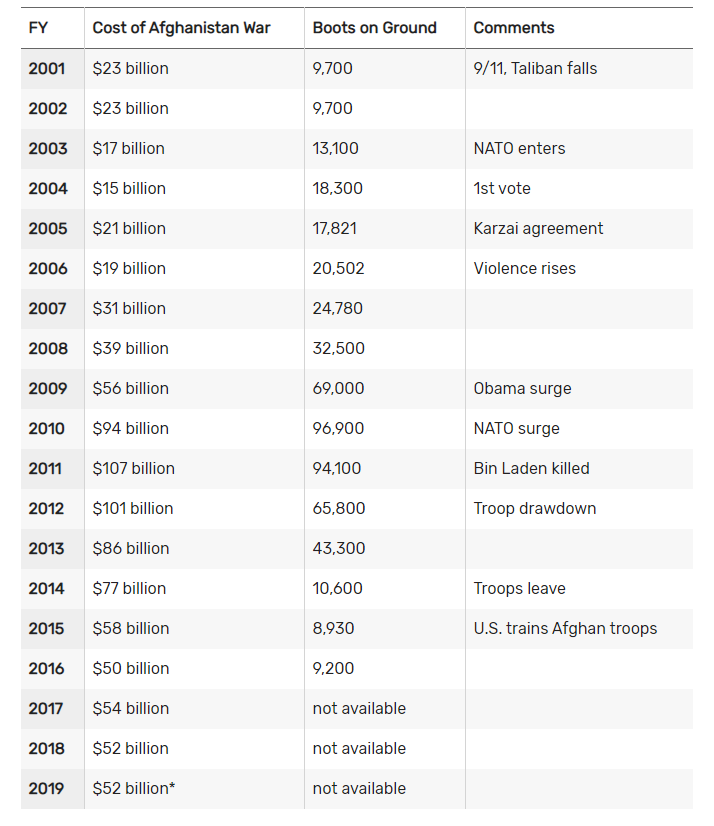 FY Cost of Afghanistan War Boots on Ground Comments
2001 $23 billion 9,700 9/11, Taliban falls
2002 $23 billion 9,700
2003 $17 billion 13,100 NATO enters
2004 $15 billion 18,300 1st vote
2005 $21 billion 17,821 Karzai agreement
2006 $19 billion 20,502 Violence rises
2007 $31 billion 24,780
2008 $39 billion 32,500
2009 $56 billion 69,000 Obama surge
2010 $94 billion 96,900 NATO surge
2011 $107 billion 94,100 Bin Laden killed
2012 $101 billion 65,800 Troop drawdown
2013 $86 billion 43,300
2014 $77 billion 10,600 Troops leave
2015 $58 billion 8,930 U.S. trains Afghan troops
2016 $50 billion 9,200
2017 $54 billion not available
2018 $52 billion not available
2019 $52 billion* not available